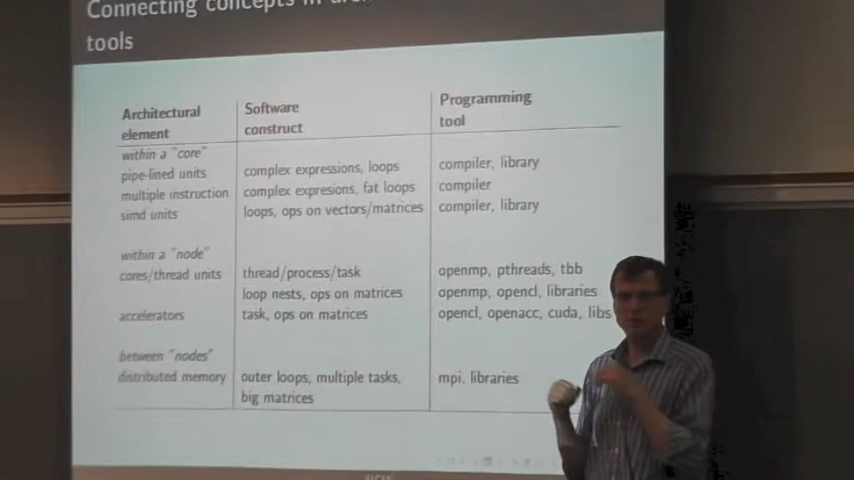 Connecting concepts in
tools
Architectural element Software construct Programming tool
within a "core"
pipe-lined units complex expressions, loops compiler, library
multiple instruction complex expresions, fat loops compiler
simd units loops, ops on vectors/matrices compiler, library
within a "node"
cores/thread units thread/process/task openmp, pthreads, tbb
loop nests, ops on matrices openmp, opencl, libraries
accelerators task, ops on matrices opencl, openacc, cuda, libs
between "nodes"
distributed memory outer loops, multiple tasks, mpi, libraries
big matrices